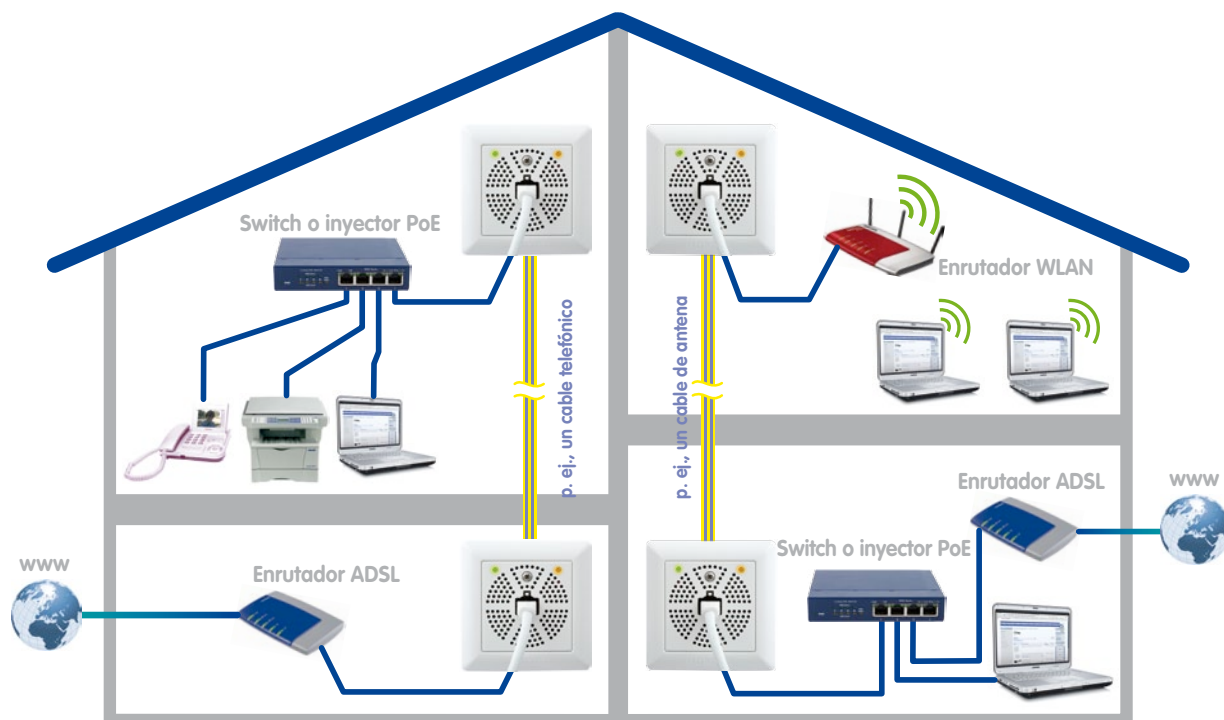 Switch o inyector PoE
Enrutador WLAN
p. ej., un cable telefónico
p. ej., un cable de antena
Enrutador ADSL
www
Switch o inyector PoE
www
Enrutador ADSL